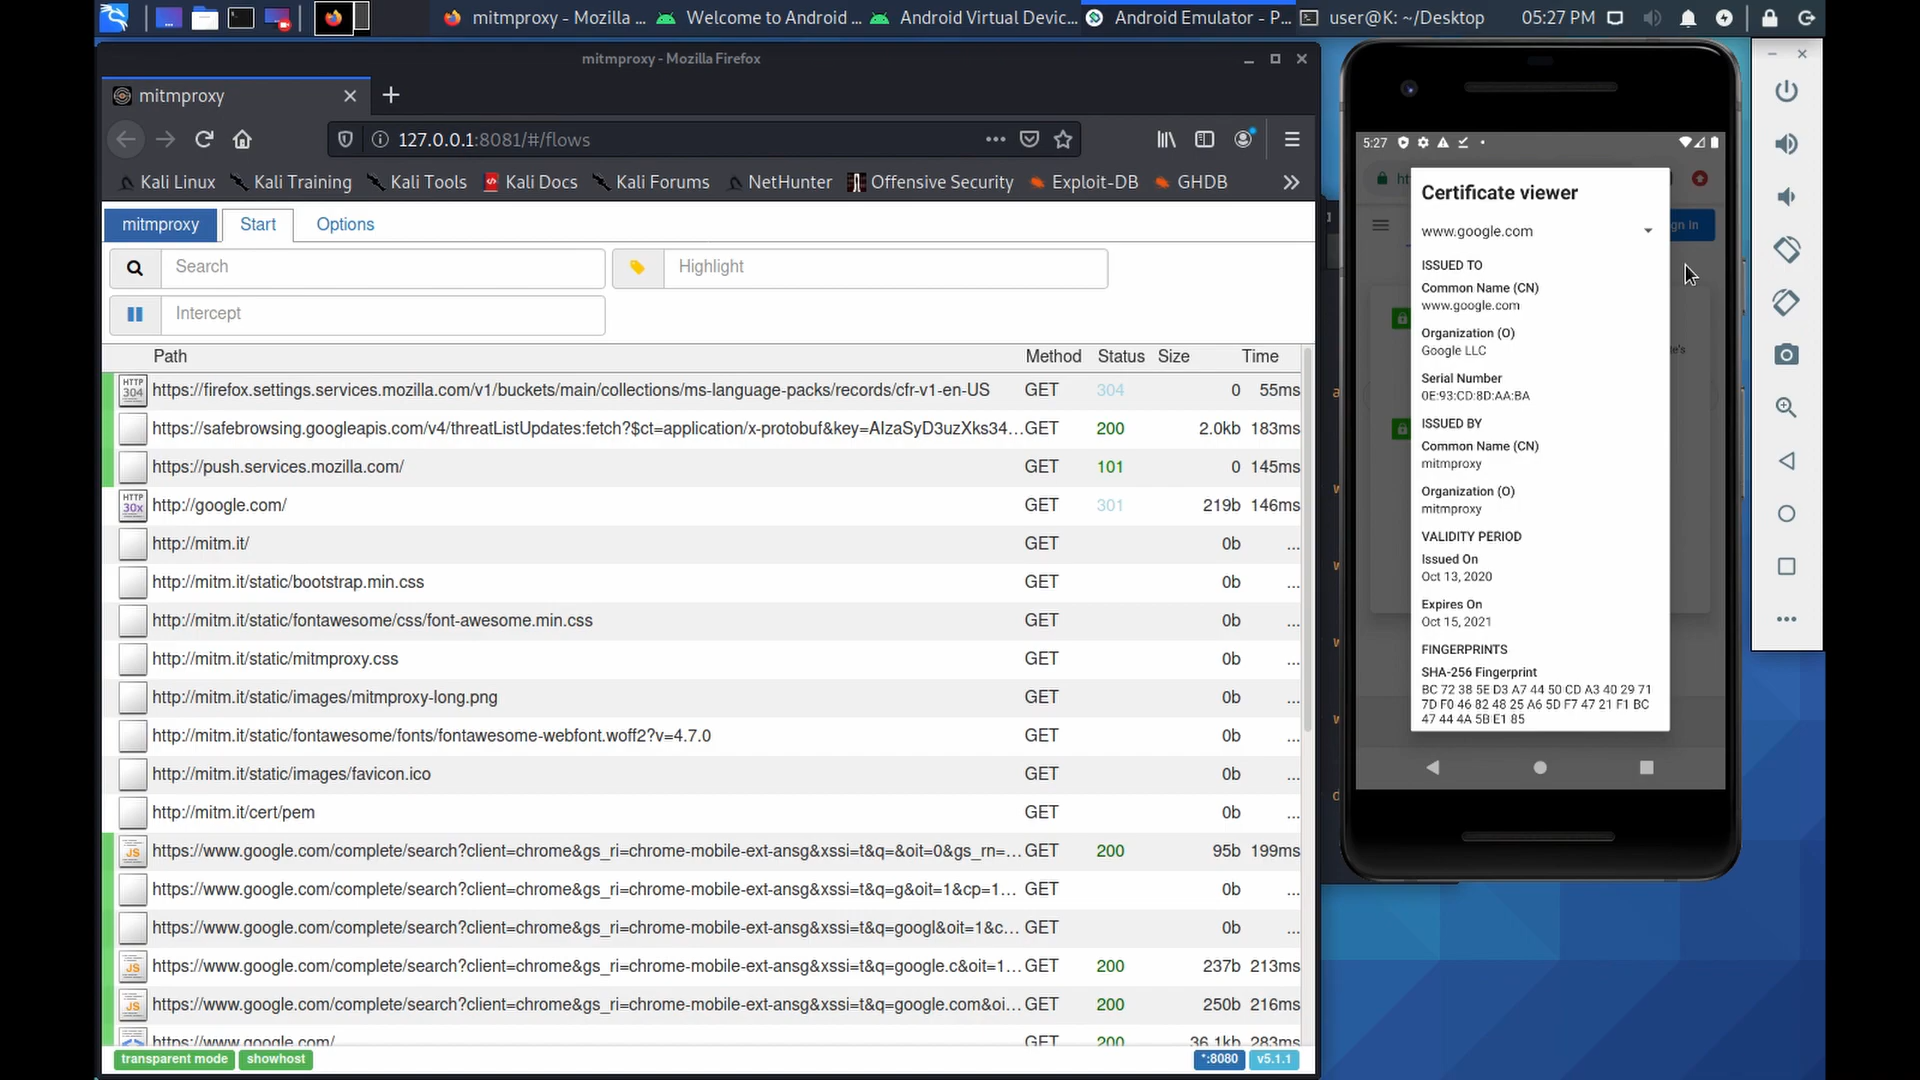 mitmproxy - Mozilla ...
Welcome to Android ...
Android Virtual Devic...
Android Emulator - P...
user@K: ~/Desktop
05:27 PM
mitmproxy - Mozilla Firefox
mitmproxy
127.0.0.1:8081/#/flows
Kali Linux
Kali Training
Kali Tools
Kali Docs
Kali Forums
NetHunter
Offensive Security
Exploit-DB
GHDB
mitmproxy
Start
Options
Search
Highlight
Intercept
Path Method Status Size Time
HTTP 304 https://firefox.settings.services.mozilla.com/v1/buckets/main/collections/ms-language-packs/records/cfr-v1-en-US GET 304 0 55ms
https://safebrowsing.googleapis.com/v4/threatListUpdates:fetch?$ct=application/x-protobuf&key=AIzaSyD3uzXks34... GET 200 2.0kb 183ms
https://push.services.mozilla.com/ GET 101 0 145ms
HTTP 30x http://google.com/ GET 301 219b 146ms
http://mitm.it/ GET 0b ...
http://mitm.it/static/bootstrap.min.css GET 0b ...
http://mitm.it/static/fontawesome/css/font-awesome.min.css GET 0b ...
http://mitm.it/static/mitmproxy.css GET 0b ...
http://mitm.it/static/images/mitmproxy-long.png GET 0b ...
http://mitm.it/static/fontawesome/fonts/fontawesome-webfont.woff2?v=4.7.0 GET 0b ...
http://mitm.it/static/images/favicon.ico GET 0b ...
http://mitm.it/cert/pem GET 0b ...
JS https://www.google.com/complete/search?client=chrome&gs_ri=chrome-mobile-ext-ansg&xssi=t&q=&oit=0&gs_rn=... GET 200 95b 199ms
https://www.google.com/complete/search?client=chrome&gs_ri=chrome-mobile-ext-ansg&xssi=t&q=g&oit=1&cp=1... GET 0b ...
https://www.google.com/complete/search?client=chrome&gs_ri=chrome-mobile-ext-ansg&xssi=t&q=googl&oit=1&c... GET 0b ...
JS https://www.google.com/complete/search?client=chrome&gs_ri=chrome-mobile-ext-ansg&xssi=t&q=google.c&oit=1... GET 200 237b 213ms
JS https://www.google.com/complete/search?client=chrome&gs_ri=chrome-mobile-ext-ansg&xssi=t&q=google.com&oi... GET 200 250b 216ms
https://www.google.com/ GET 200 36.1kb 283ms
transparent mode
showhost
*:8080
v5.1.1
5:27
Certificate viewer
www.google.com
ISSUED TO
Common Name (CN)
www.google.com
Organization (O)
Google LLC
Serial Number
0E:93:CD:8D:AA:BA
ISSUED BY
Common Name (CN)
mitmproxy
Organization (O)
mitmproxy
VALIDITY PERIOD
Issued On
Oct 13, 2020
Expires On
Oct 15, 2021
FINGERPRINTS
SHA-256 Fingerprint
BC 72 38 5E D3 A7 44 50 CD A3 40 29 71
7D F0 46 82 48 25 A6 5D F7 47 21 F1 BC
47 44 4A 5B E1 85